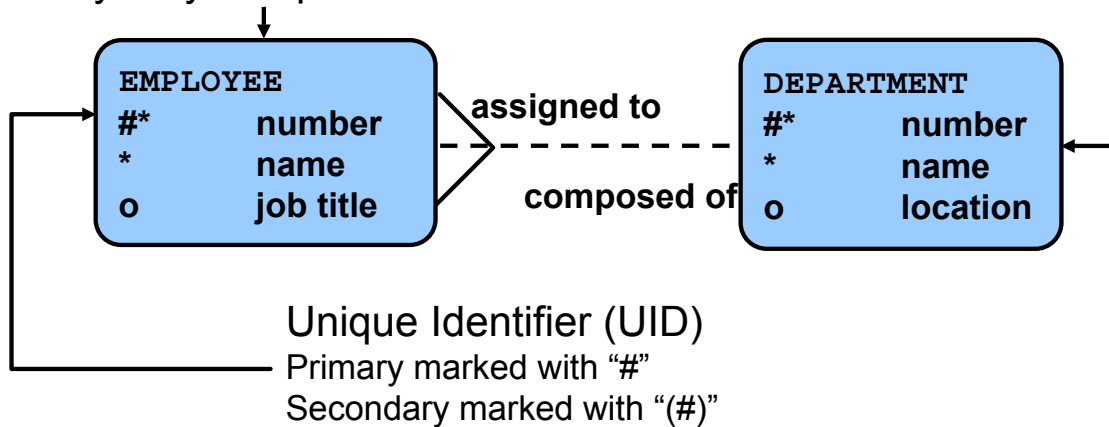 EMPLOYEE
#* number
* name
o job title
assigned to
composed of
DEPARTMENT
#* number
* name
o location
Unique Identifier (UID)
Primary marked with “#”
Secondary marked with “(#)”